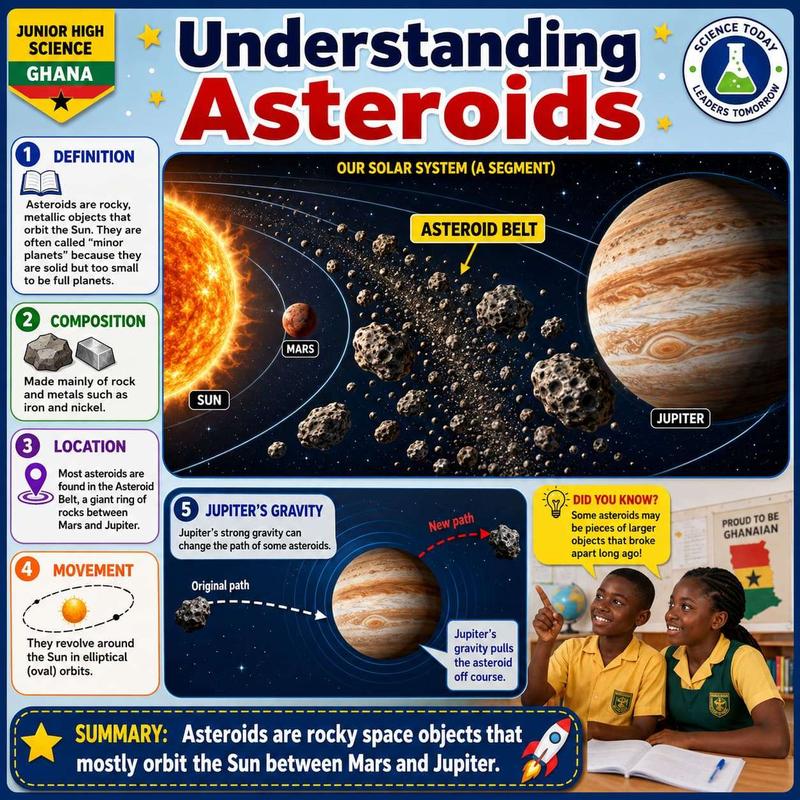 JUNIOR HIGH
SCIENCE
GHANA
Understanding
Asteroids
SCIENCE TODAY
LEADERS TOMORROW
1 DEFINITION
Asteroids are rocky,
metallic objects that
orbit the Sun. They are
often called “minor
planets” because they
are solid but too small
to be full planets.
2 COMPOSITION
Made mainly of rock
and metals such as
iron and nickel.
3 LOCATION
Most asteroids are
found in the Asteroid
Belt, a giant ring of
rocks between
Mars and Jupiter.
4 MOVEMENT
They revolve around
the Sun in elliptical
(oval) orbits.
OUR SOLAR SYSTEM (A SEGMENT)
ASTEROID BELT
MARS
SUN
JUPITER
5 JUPITER’S GRAVITY
Jupiter’s strong gravity can
change the path of some asteroids.
New path
Original path
Jupiter’s
gravity pulls
the asteroid
off course.
DID YOU KNOW?
Some asteroids may
be pieces of larger
objects that broke
apart long ago!
PROUD TO BE
GHANAIAN
SUMMARY: Asteroids are rocky space objects that
mostly orbit the Sun between Mars and Jupiter.